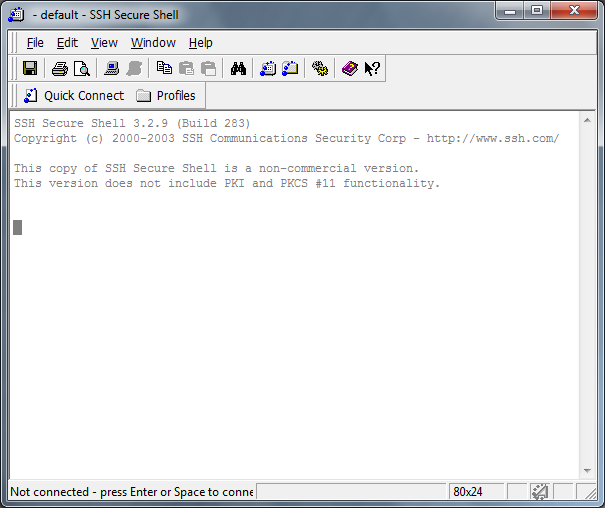 - default - SSH Secure Shell
File Edit View Window Help
Quick Connect Profiles
SSH Secure Shell 3.2.9 (Build 283)
Copyright (c) 2000-2003 SSH Communications Security Corp - http://www.ssh.com/
This copy of SSH Secure Shell is a non-commercial version.
This version does not include PKI and PKCS #11 functionality.
Not connected - press Enter or Space to conne
80x24